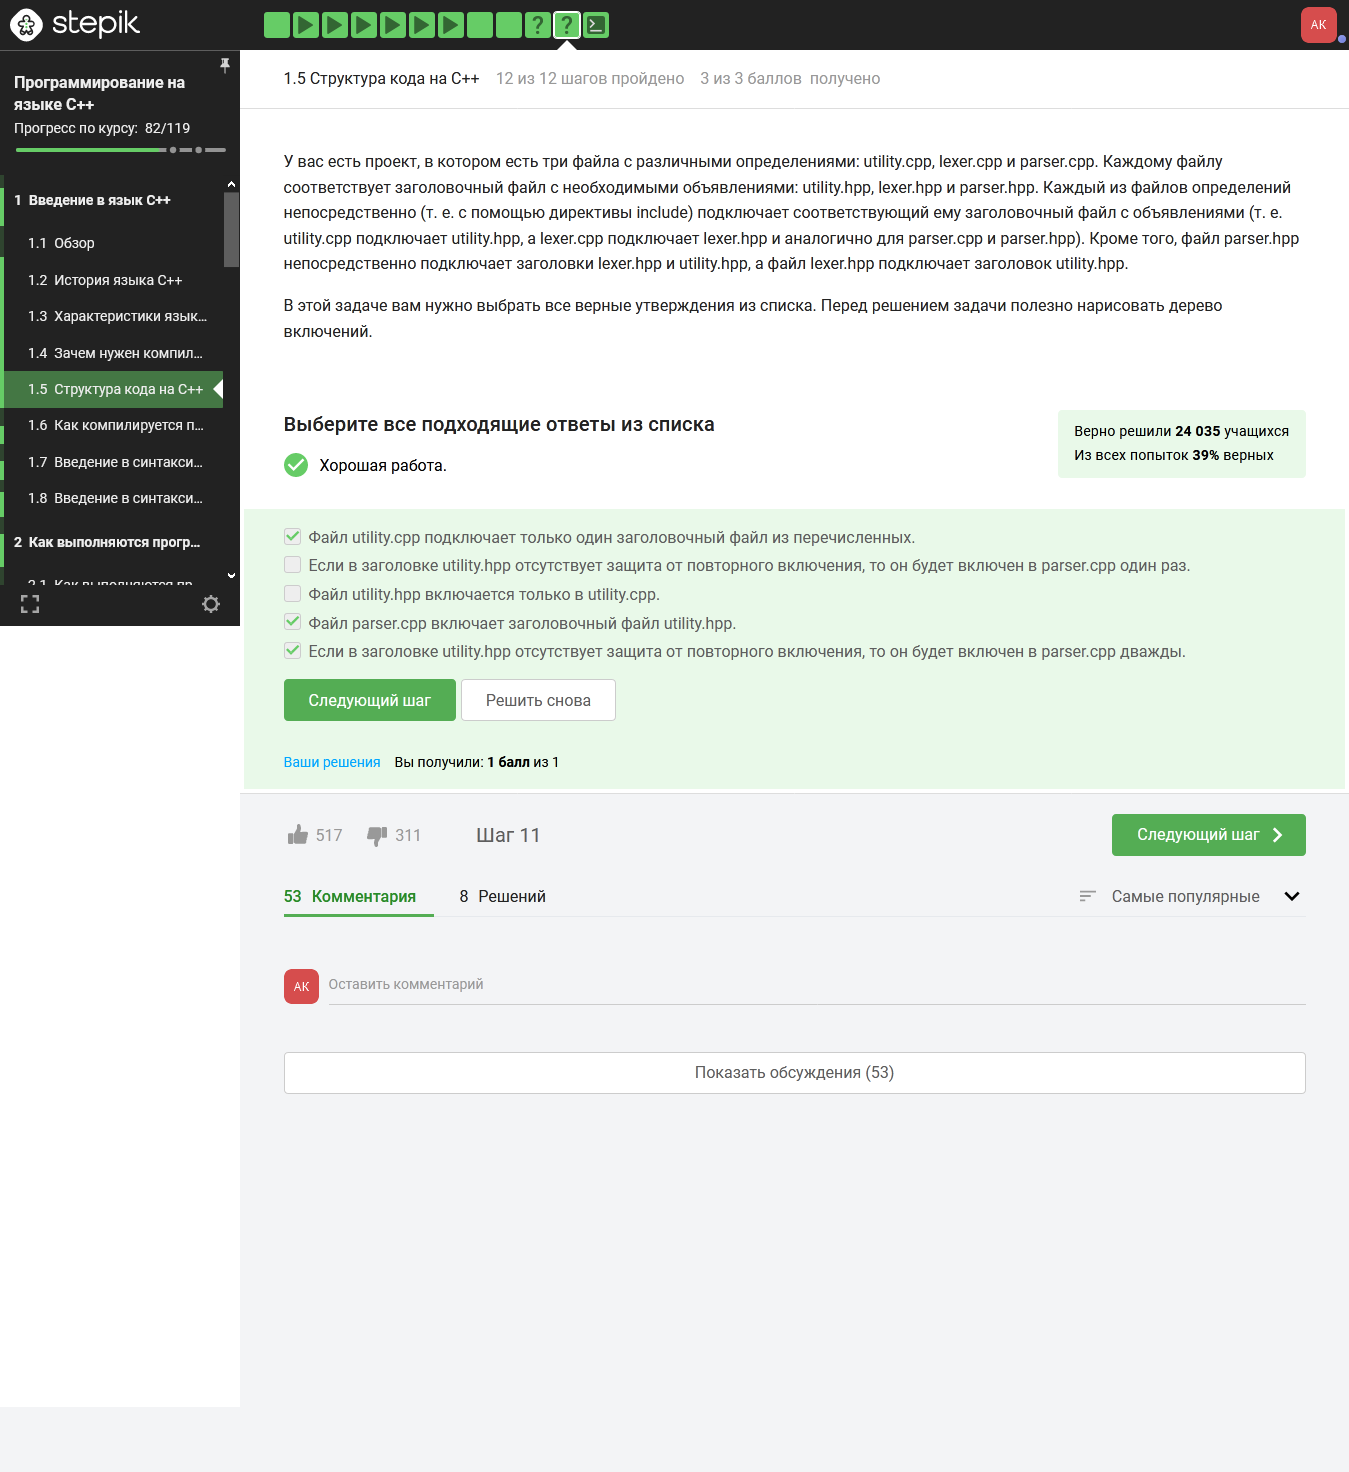 stepik
АК
Программирование на
языке C++
Прогресс по курсу: 82/119
1 Введение в язык C++
1.1 Обзор
1.2 История языка C++
1.3 Характеристики язык...
1.4 Зачем нужен компил...
1.5 Структура кода на C++
1.6 Как компилируется п...
1.7 Введение в синтакси...
1.8 Введение в синтакси...
2 Как выполняются прогр...
2.1 Как выполняются пр...
1.5 Структура кода на C++ 12 из 12 шагов пройдено 3 из 3 баллов получено
У вас есть проект, в котором есть три файла с различными определениями: utility.cpp, lexer.cpp и parser.cpp. Каждому файлу
соответствует заголовочный файл с необходимыми объявлениями: utility.hpp, lexer.hpp и parser.hpp. Каждый из файлов определений
непосредственно (т. е. с помощью директивы include) подключает соответствующий ему заголовочный файл с объявлениями (т. е.
utility.cpp подключает utility.hpp, а lexer.cpp подключает lexer.hpp и аналогично для parser.cpp и parser.hpp). Кроме того, файл parser.hpp
непосредственно подключает заголовки lexer.hpp и utility.hpp, а файл lexer.hpp подключает заголовок utility.hpp.
В этой задаче вам нужно выбрать все верные утверждения из списка. Перед решением задачи полезно нарисовать дерево
включений.
Выберите все подходящие ответы из списка
Хорошая работа.
Верно решили 24 035 учащихся
Из всех попыток 39% верных
Файл utility.cpp подключает только один заголовочный файл из перечисленных.
Если в заголовке utility.hpp отсутствует защита от повторного включения, то он будет включен в parser.cpp один раз.
Файл utility.hpp включается только в utility.cpp.
Файл parser.cpp включает заголовочный файл utility.hpp.
Если в заголовке utility.hpp отсутствует защита от повторного включения, то он будет включен в parser.cpp дважды.
Следующий шаг Решить снова
Ваши решения Вы получили: 1 балл из 1
517 311 Шаг 11 Следующий шаг
53 Комментария 8 Решений Самые популярные
АК Оставить комментарий
Показать обсуждения (53)